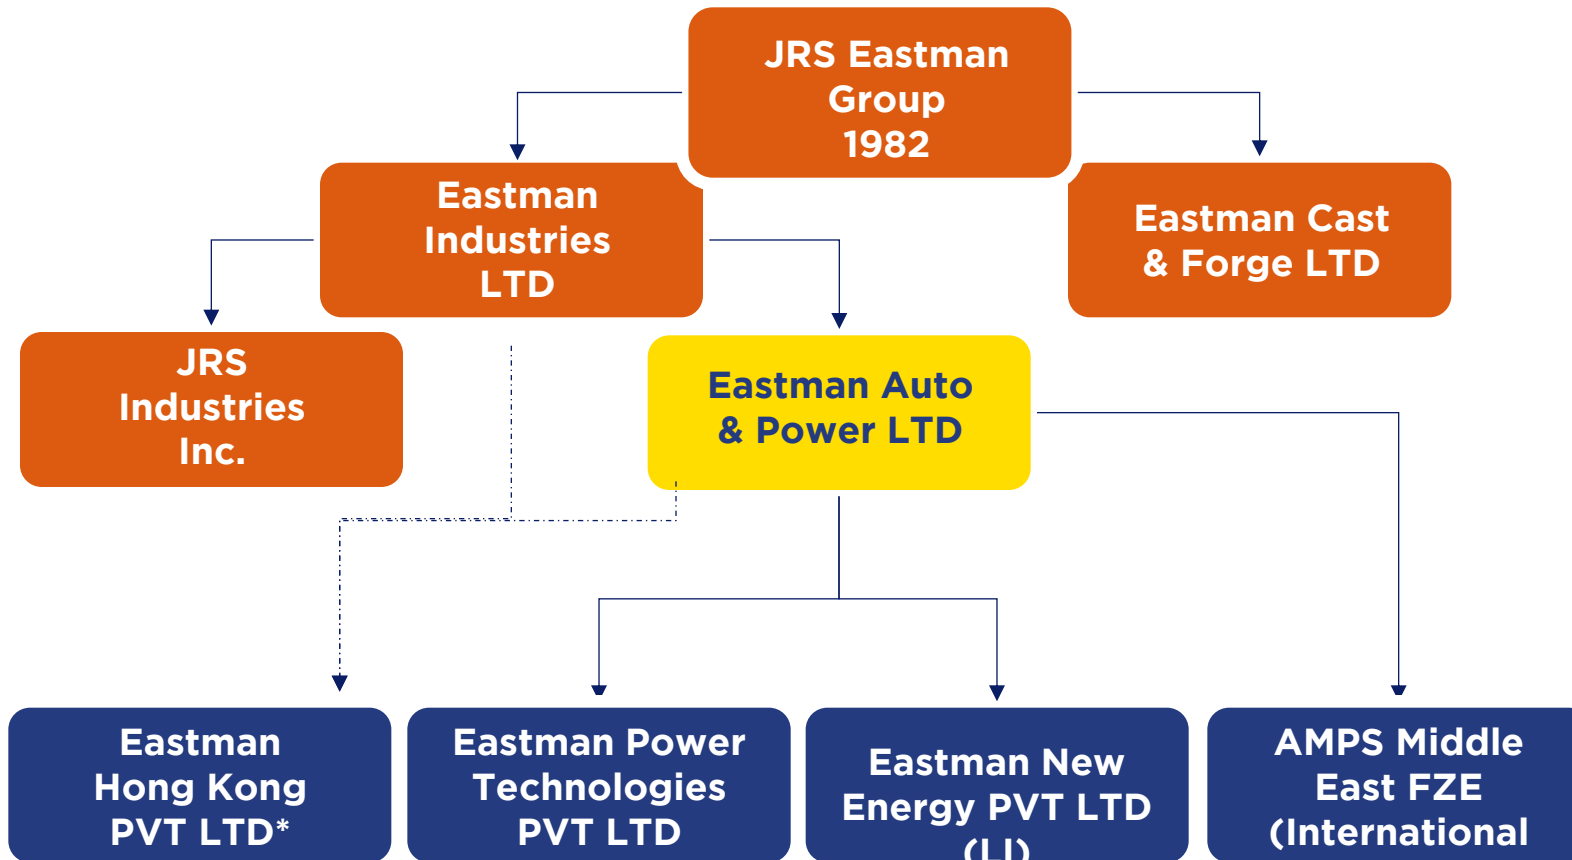 JRS Eastman
Group
1982
Eastman
Industries
LTD
Eastman Cast
& Forge LTD
JRS
Industries
Inc.
Eastman Auto
& Power LTD
Eastman
Hong Kong
PVT LTD*
Eastman Power
Technologies
PVT LTD
Eastman New
Energy PVT LTD
(LI)
AMPS Middle
East FZE
(International